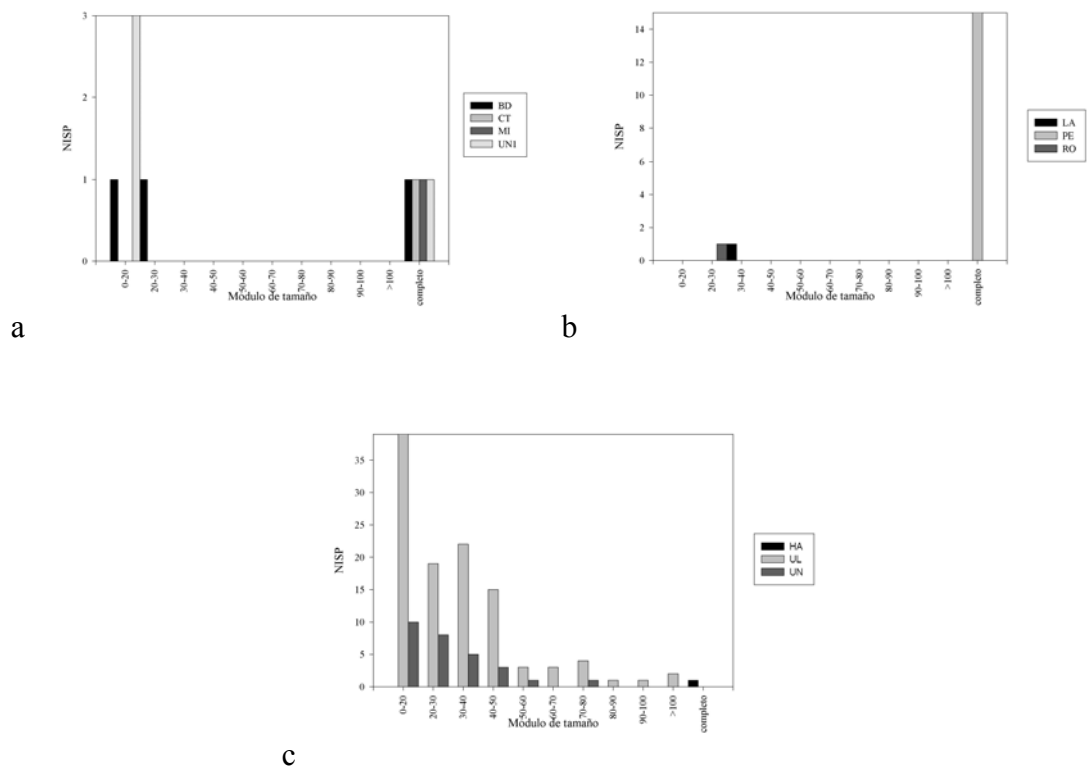 3
2
1
0
NISP
0-20
20-30
30-40
40-50
50-60
60-70
70-80
80-90
90-100
>100
completo
Módulo de tamaño
BD
CT
MI
UNI
a
14
12
10
8
6
4
2
0
NISP
0-20
20-30
30-40
40-50
50-60
60-70
70-80
80-90
90-100
>100
completo
Módulo de tamaño
LA
PE
RO
b
35
30
25
20
15
10
5
0
NISP
0-20
20-30
30-40
40-50
50-60
60-70
70-80
80-90
90-100
>100
completo
Módulo de tamaño
HA
UL
UN
c